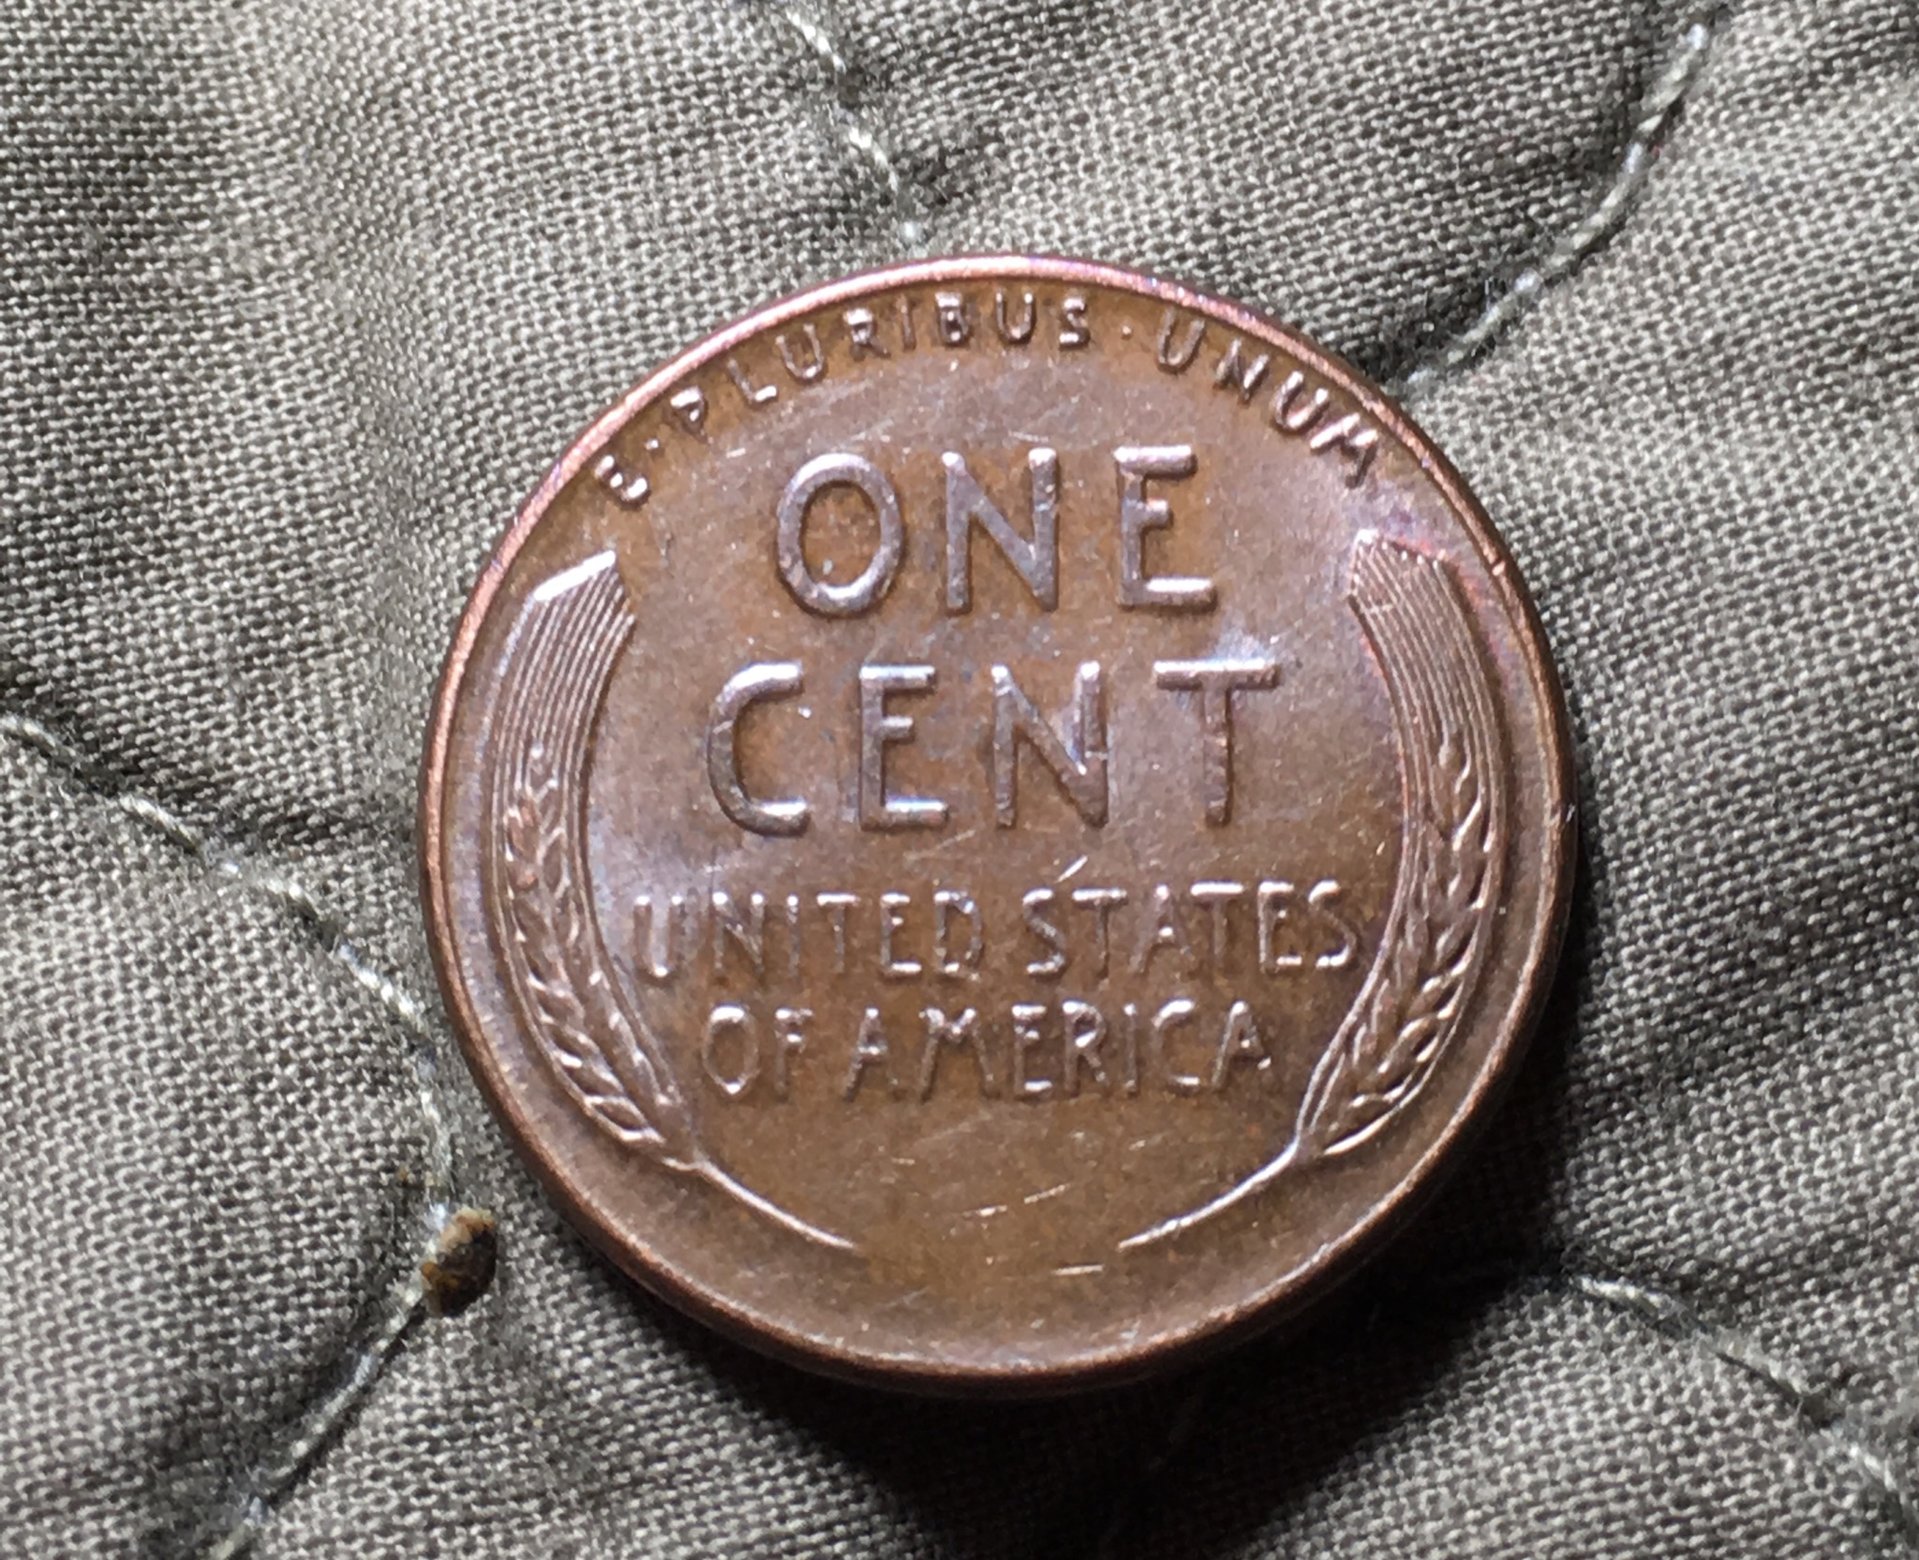 E·PLURIBUS·UNUM
ONE
CENT
UNITED STATES
OF AMERICA